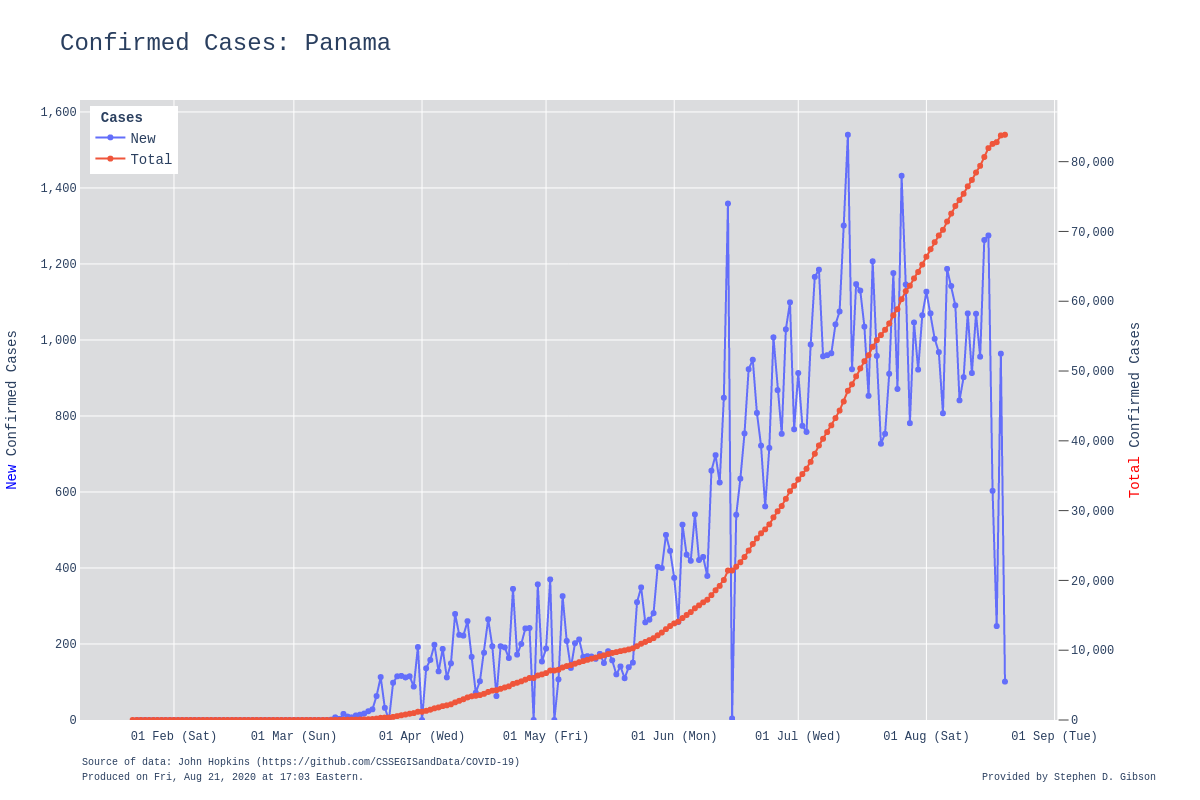 Confirmed Cases: Panama
Cases
New
Total
1,600
1,400
1,200
1,000
800
600
400
200
0
New Confirmed Cases
80,000
70,000
60,000
50,000
40,000
30,000
20,000
10,000
0
Total Confirmed Cases
01 Feb (Sat) 01 Mar (Sun) 01 Apr (Wed) 01 May (Fri) 01 Jun (Mon) 01 Jul (Wed) 01 Aug (Sat) 01 Sep (Tue)
Source of data: John Hopkins (https://github.com/CSSEGISandData/COVID-19)
Produced on Fri, Aug 21, 2020 at 17:03 Eastern.
Provided by Stephen D. Gibson